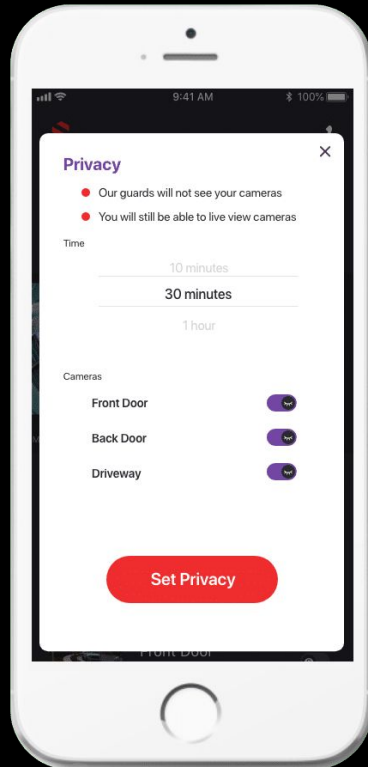 9:41 AM
100%
Privacy
Our guards will not see your cameras
You will still be able to live view cameras
Time
10 minutes
30 minutes
1 hour
Cameras
Front Door
Back Door
Driveway
Set Privacy
Front Door